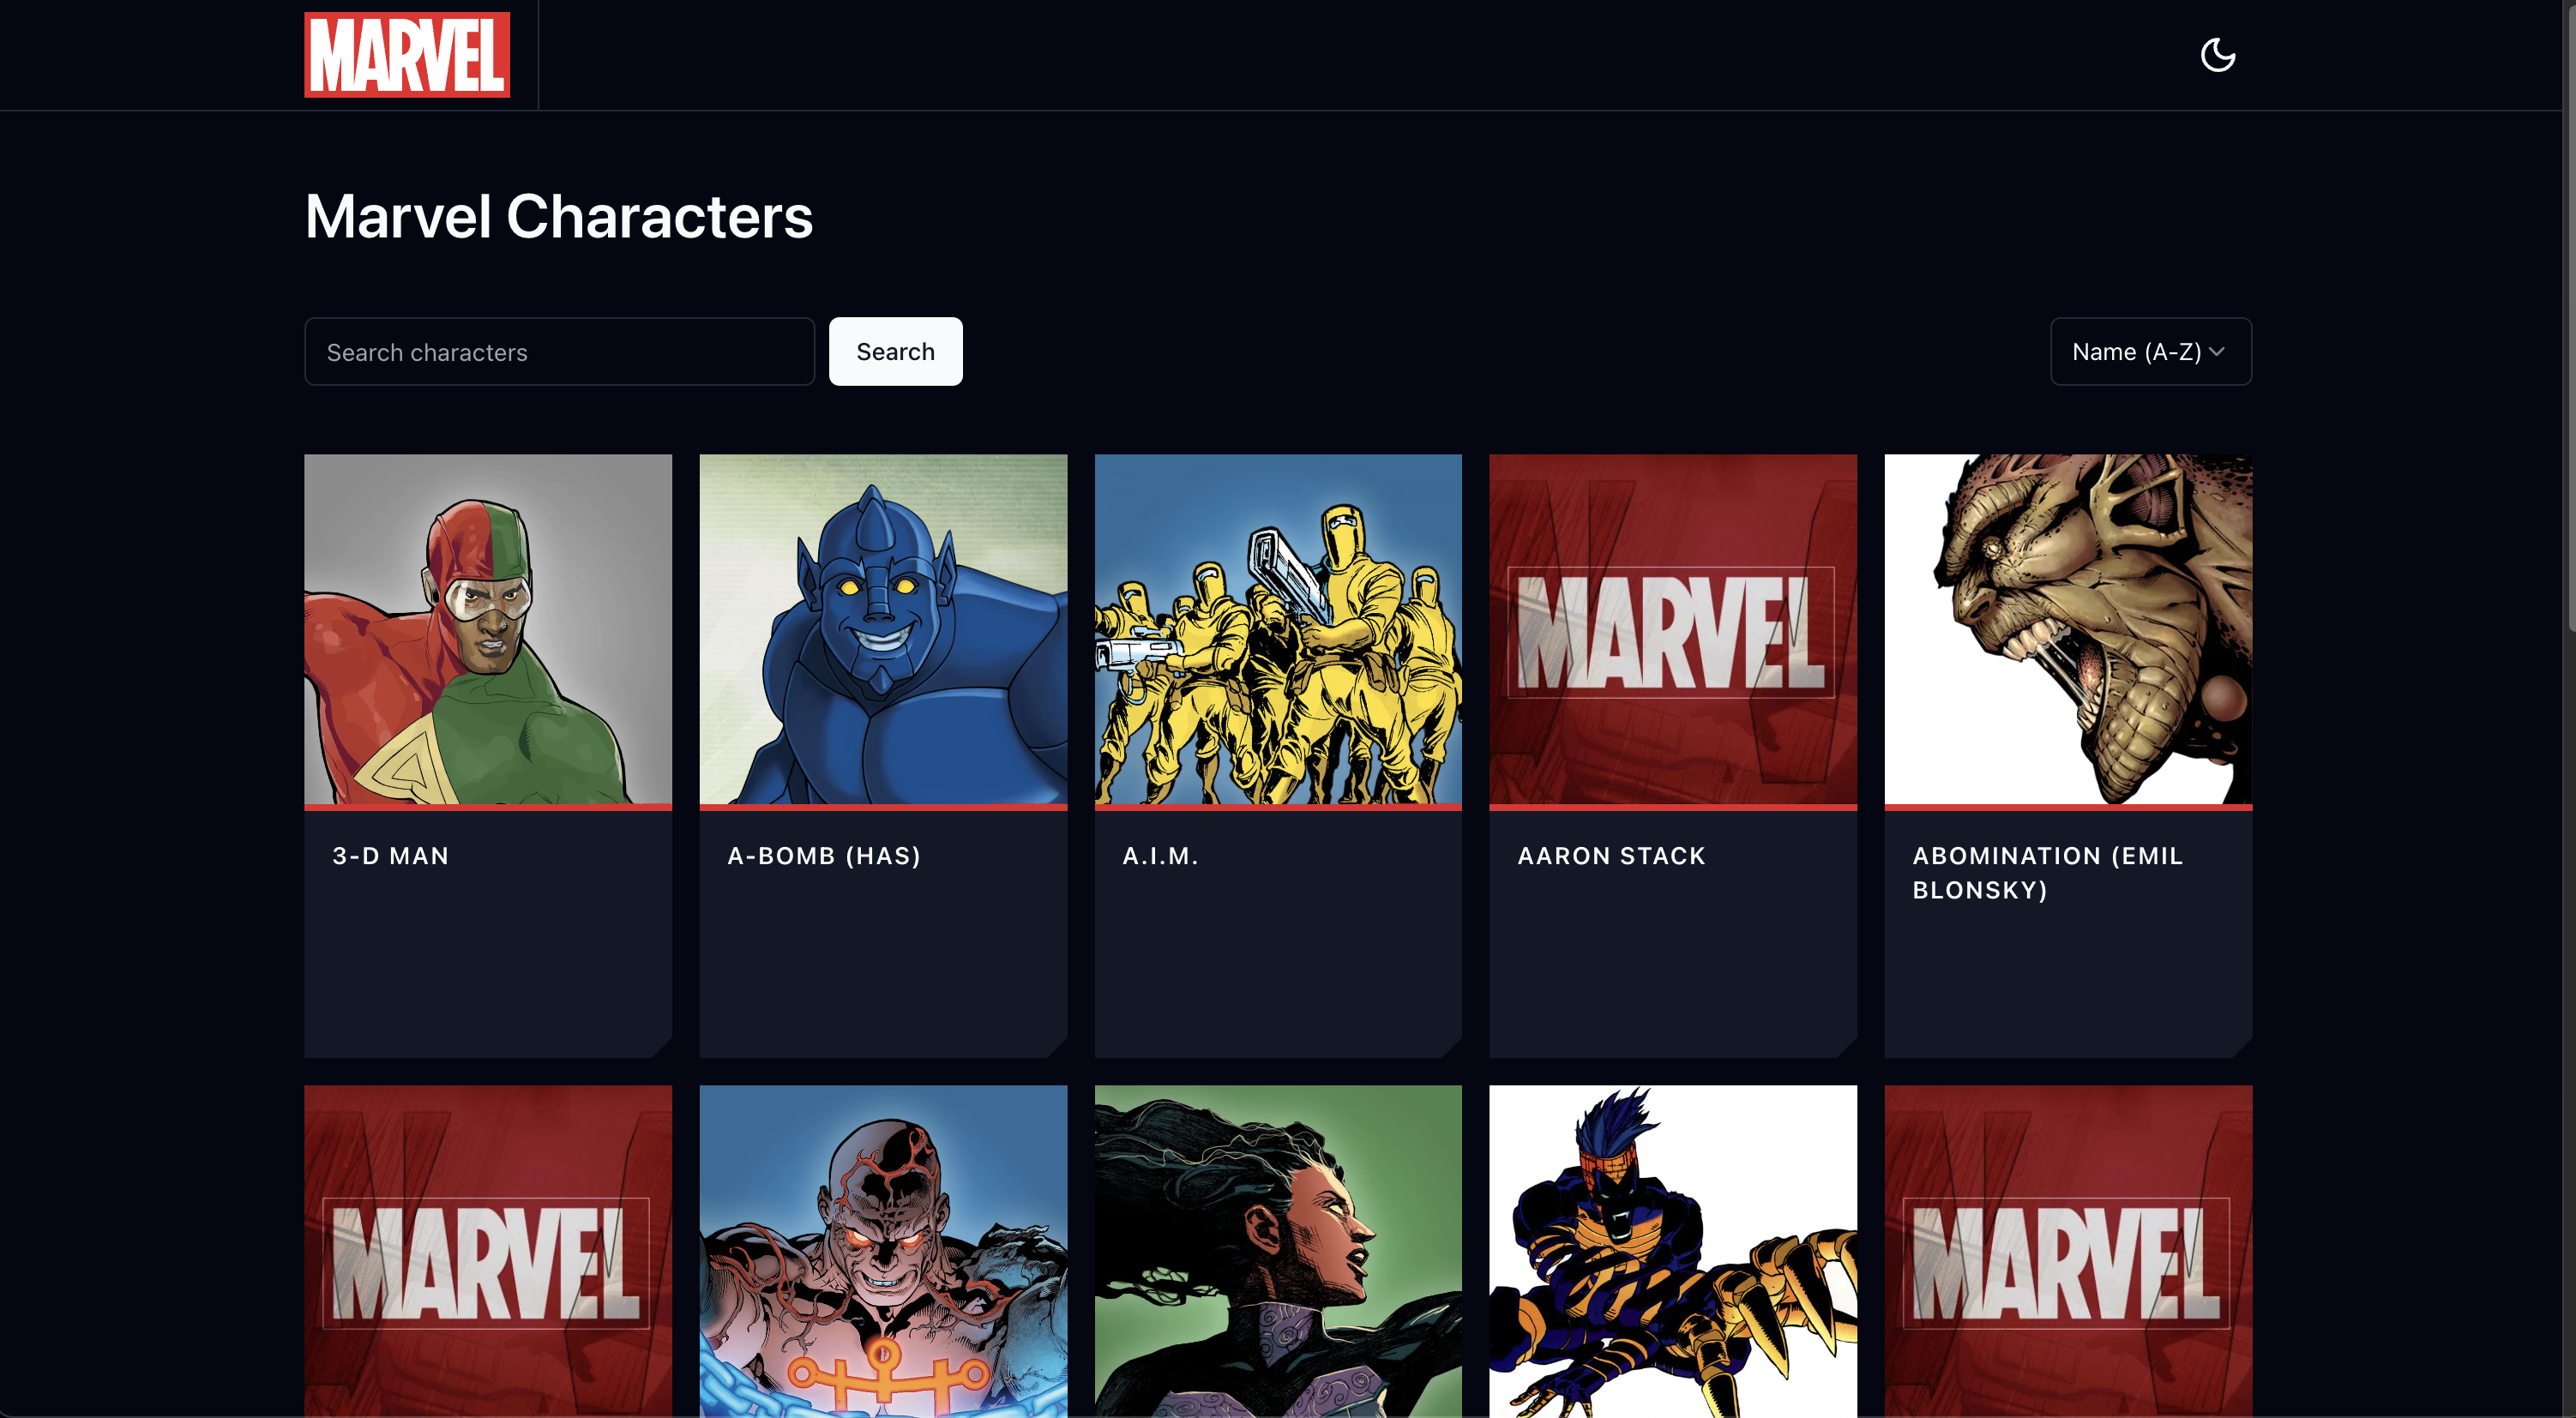 MARVEL
Marvel Characters
Search characters
Search
Name (A-Z)
MARVEL
3-D MAN
A-BOMB (HAS)
A.I.M.
AARON STACK
ABOMINATION (EMIL
BLONSKY)
MARVEL
MARVEL